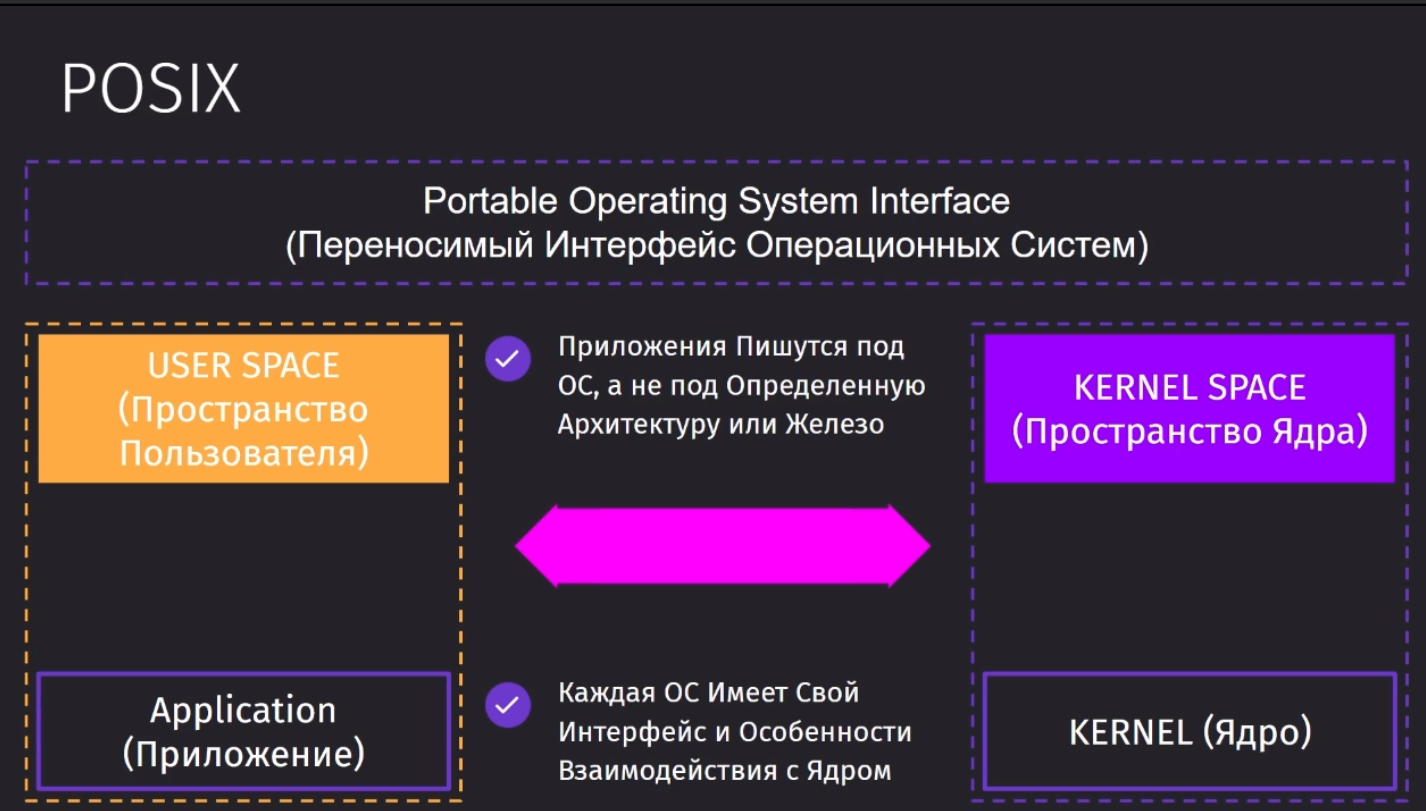 POSIX
Portable Operating System Interface
(Переносимый Интерфейс Операционных Систем)
USER SPACE
(Пространство
Пользователя)
Приложения Пишутся под
ОС, а не под Определенную
Архитектуру или Железо
KERNEL SPACE
(Пространство Ядра)
Application
(Приложение)
Каждая ОС Имеет Свой
Интерфейс и Особенности
Взаимодействия с Ядром
KERNEL (Ядро)